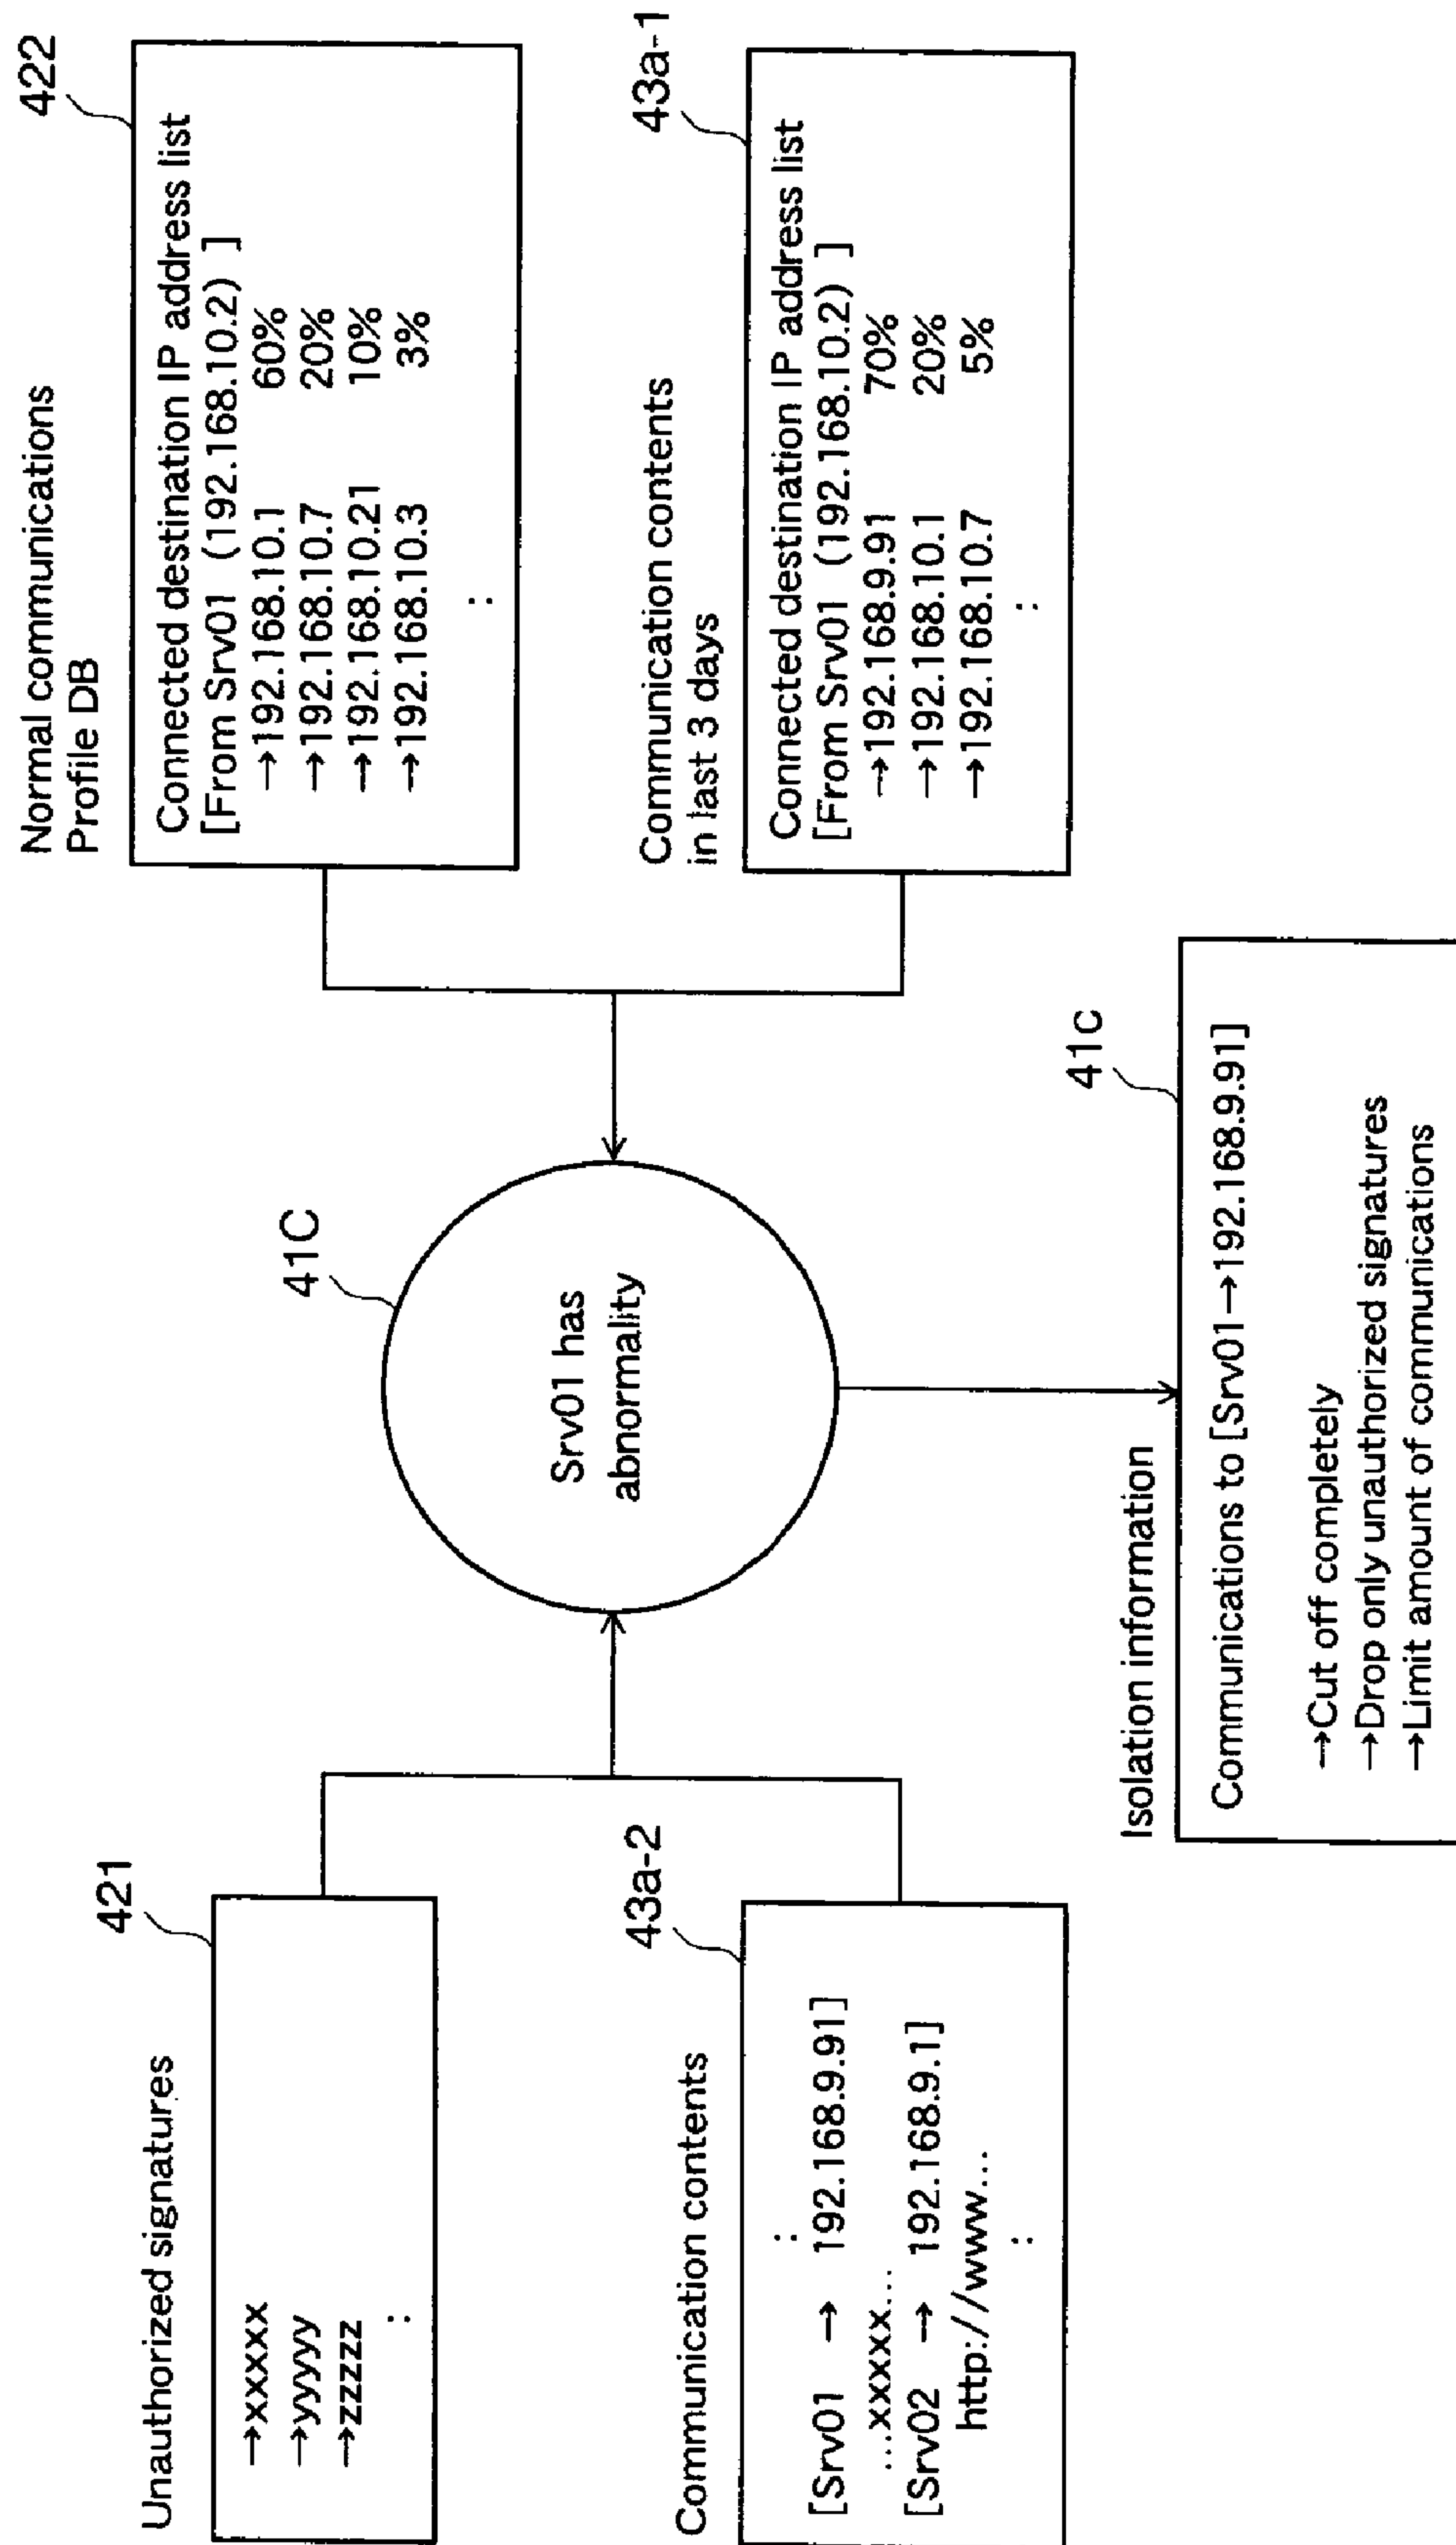 Unauthorized signatures
421
→xxxxx
→yyyyy
→zzzzz
:
Communication contents
43a-2
:
[Srv01 → 192.168.9.91]
...xxxxx...
[Srv02 → 192.168.9.1]
http://www...
:
41C
Srv01 has
abnormality
Normal communications
Profile DB
422
Connected destination IP address list
[From Srv01 (192.168.10.2) ]
→192.168.10.1 60%
→192.168.10.7 20%
→192.168.10.21 10%
→192.168.10.3 3%
:
Communication contents
in last 3 days
43a-1
Connected destination IP address list
[From Srv01 (192.168.10.2) ]
→192.168.9.91 70%
→192.168.10.1 20%
→192.168.10.7 5%
:
Isolation information
41c
Communications to [Srv01→192.168.9.91]
→Cut off completely
→Drop only unauthorized signatures
→Limit amount of communications